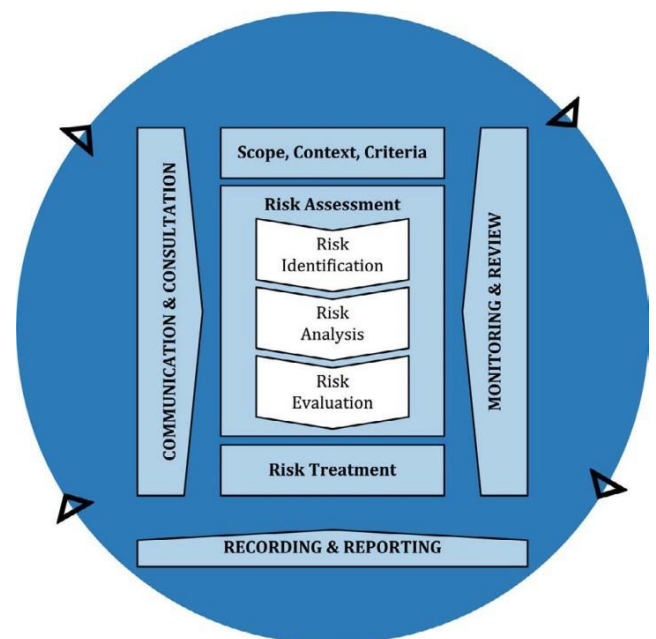 Scope, Context, Criteria
Risk Assessment
Risk
Identification
Risk
Analysis
Risk
Evaluation
Risk Treatment
COMMUNICATION & CONSULTATION
MONITORING & REVIEW
RECORDING & REPORTING